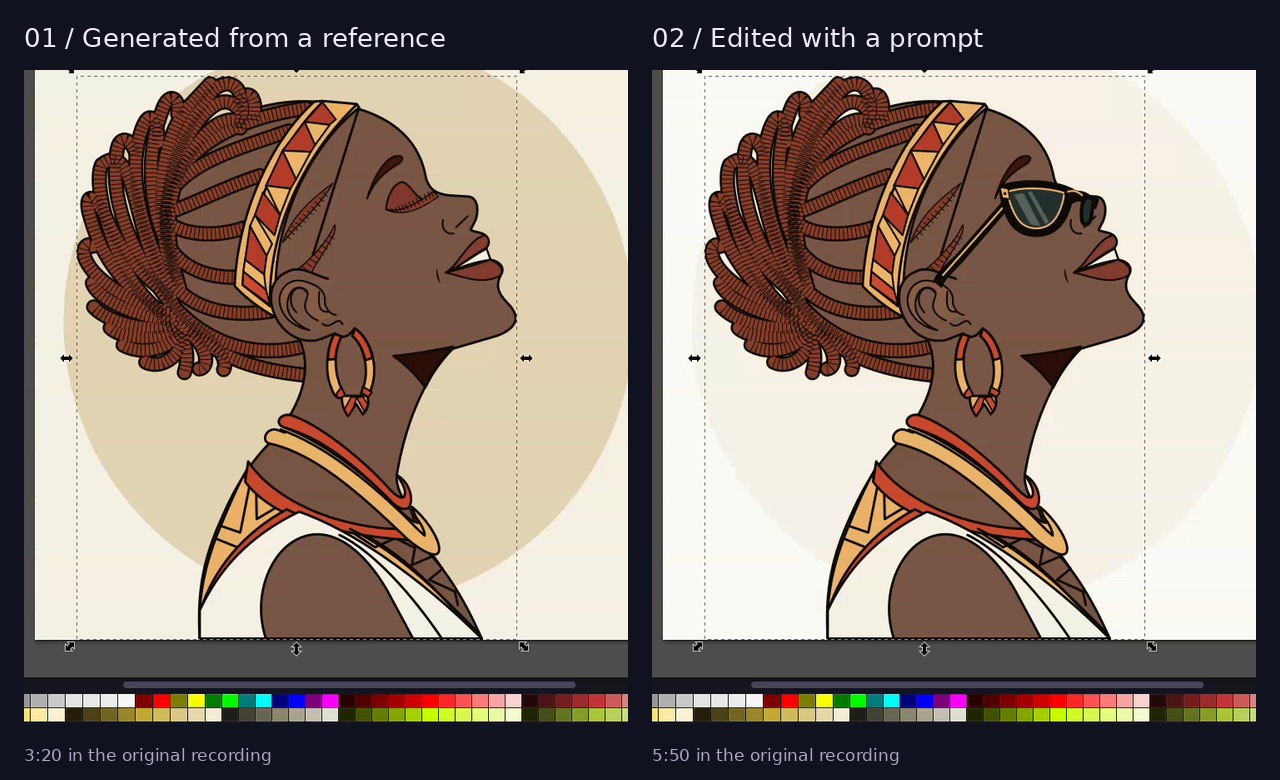 01 / Generated from a reference
02 / Edited with a prompt
3:20 in the original recording
5:50 in the original recording